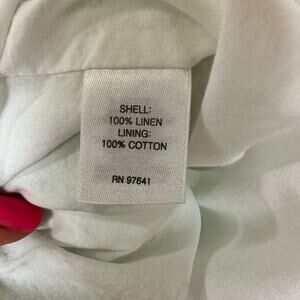 SHELL:
100% LINEN
LINING:
100% COTTON
RN 97641